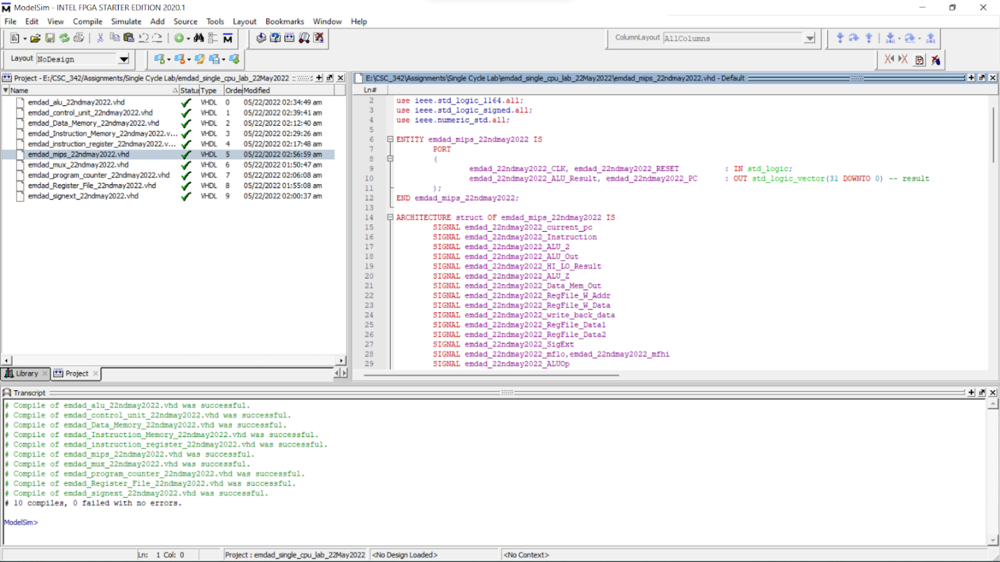 ModelSim - INTEL FPGA STARTER EDITION 2020.1
File Edit View Compile Simulate Add Source Tools Layout Bookmarks Window Help
ColumnLayout AllColumns
Layout NoDesign
Project - E:/CSC_342/Assignments/Single Cycle Lab/emdad_single_cpu_lab_22May2022
Name Status Type Order Modified
emdad_alu_22ndmay2022.vhd VHDL 0 05/22/2022 02:34:49 am
emdad_control_unit_22ndmay2022.vhd VHDL 1 05/22/2022 02:39:41 am
emdad_Data_Memory_22ndmay2022.vhd VHDL 2 05/22/2022 02:12:40 am
emdad_Instruction_Memory_22ndmay2022.v... VHDL 3 05/22/2022 02:29:26 am
emdad_instruction_register_22ndmay2022.v... VHDL 4 05/22/2022 02:17:48 am
emdad_mips_22ndmay2022.vhd VHDL 5 05/22/2022 02:56:59 am
emdad_mux_22ndmay2022.vhd VHDL 6 05/22/2022 01:50:47 am
emdad_program_counter_22ndmay2022.vhd VHDL 7 05/22/2022 02:06:08 am
emdad_Register_File_22ndmay2022.vhd VHDL 8 05/22/2022 01:55:08 am
emdad_signext_22ndmay2022.vhd VHDL 9 05/22/2022 02:00:37 am
Library Project
E:\CSC_342\Assignments\Single Cycle Lab\emdad_single_cpu_lab_22May2022\emdad_mips_22ndmay2022.vhd - Default
Ln#
2 use ieee.std_logic_1164.all;
3 use ieee.std_logic_signed.all;
4 use ieee.numeric_std.all;
5
6 ENTITY emdad_mips_22ndmay2022 IS
7 PORT
8 (
9 emdad_22ndmay2022_CLK, emdad_22ndmay2022_RESET : IN std_logic;
10 emdad_22ndmay2022_ALU_Result, emdad_22ndmay2022_PC : OUT std_logic_vector(31 DOWNTO 0) -- result
11 );
12 END emdad_mips_22ndmay2022;
13
14 ARCHITECTURE struct OF emdad_mips_22ndmay2022 IS
15 SIGNAL emdad_22ndmay2022_current_pc
16 SIGNAL emdad_22ndmay2022_Instruction
17 SIGNAL emdad_22ndmay2022_ALU_2
18 SIGNAL emdad_22ndmay2022_ALU_Out
19 SIGNAL emdad_22ndmay2022_HI_LO_Result
20 SIGNAL emdad_22ndmay2022_ALU_Z
21 SIGNAL emdad_22ndmay2022_Data_Mem_Out
22 SIGNAL emdad_22ndmay2022_RegFile_W_Addr
23 SIGNAL emdad_22ndmay2022_RegFile_W_Data
24 SIGNAL emdad_22ndmay2022_write_back_data
25 SIGNAL emdad_22ndmay2022_RegFile_Data1
26 SIGNAL emdad_22ndmay2022_RegFile_Data2
27 SIGNAL emdad_22ndmay2022_SigExt
28 SIGNAL emdad_22ndmay2022_mflo,emdad_22ndmay2022_mfhi
29 SIGNAL emdad_22ndmay2022_ALUOp
Transcript
# Compile of emdad_alu_22ndmay2022.vhd was successful.
# Compile of emdad_control_unit_22ndmay2022.vhd was successful.
# Compile of emdad_Data_Memory_22ndmay2022.vhd was successful.
# Compile of emdad_Instruction_Memory_22ndmay2022.vhd was successful.
# Compile of emdad_instruction_register_22ndmay2022.vhd was successful.
# Compile of emdad_mips_22ndmay2022.vhd was successful.
# Compile of emdad_mux_22ndmay2022.vhd was successful.
# Compile of emdad_program_counter_22ndmay2022.vhd was successful.
# Compile of emdad_Register_File_22ndmay2022.vhd was successful.
# Compile of emdad_signext_22ndmay2022.vhd was successful.
# 10 compiles, 0 failed with no errors.
ModelSim>
Ln: 1 Col: 0 Project : emdad_single_cpu_lab_22May2022 <No Design Loaded> <No Context>